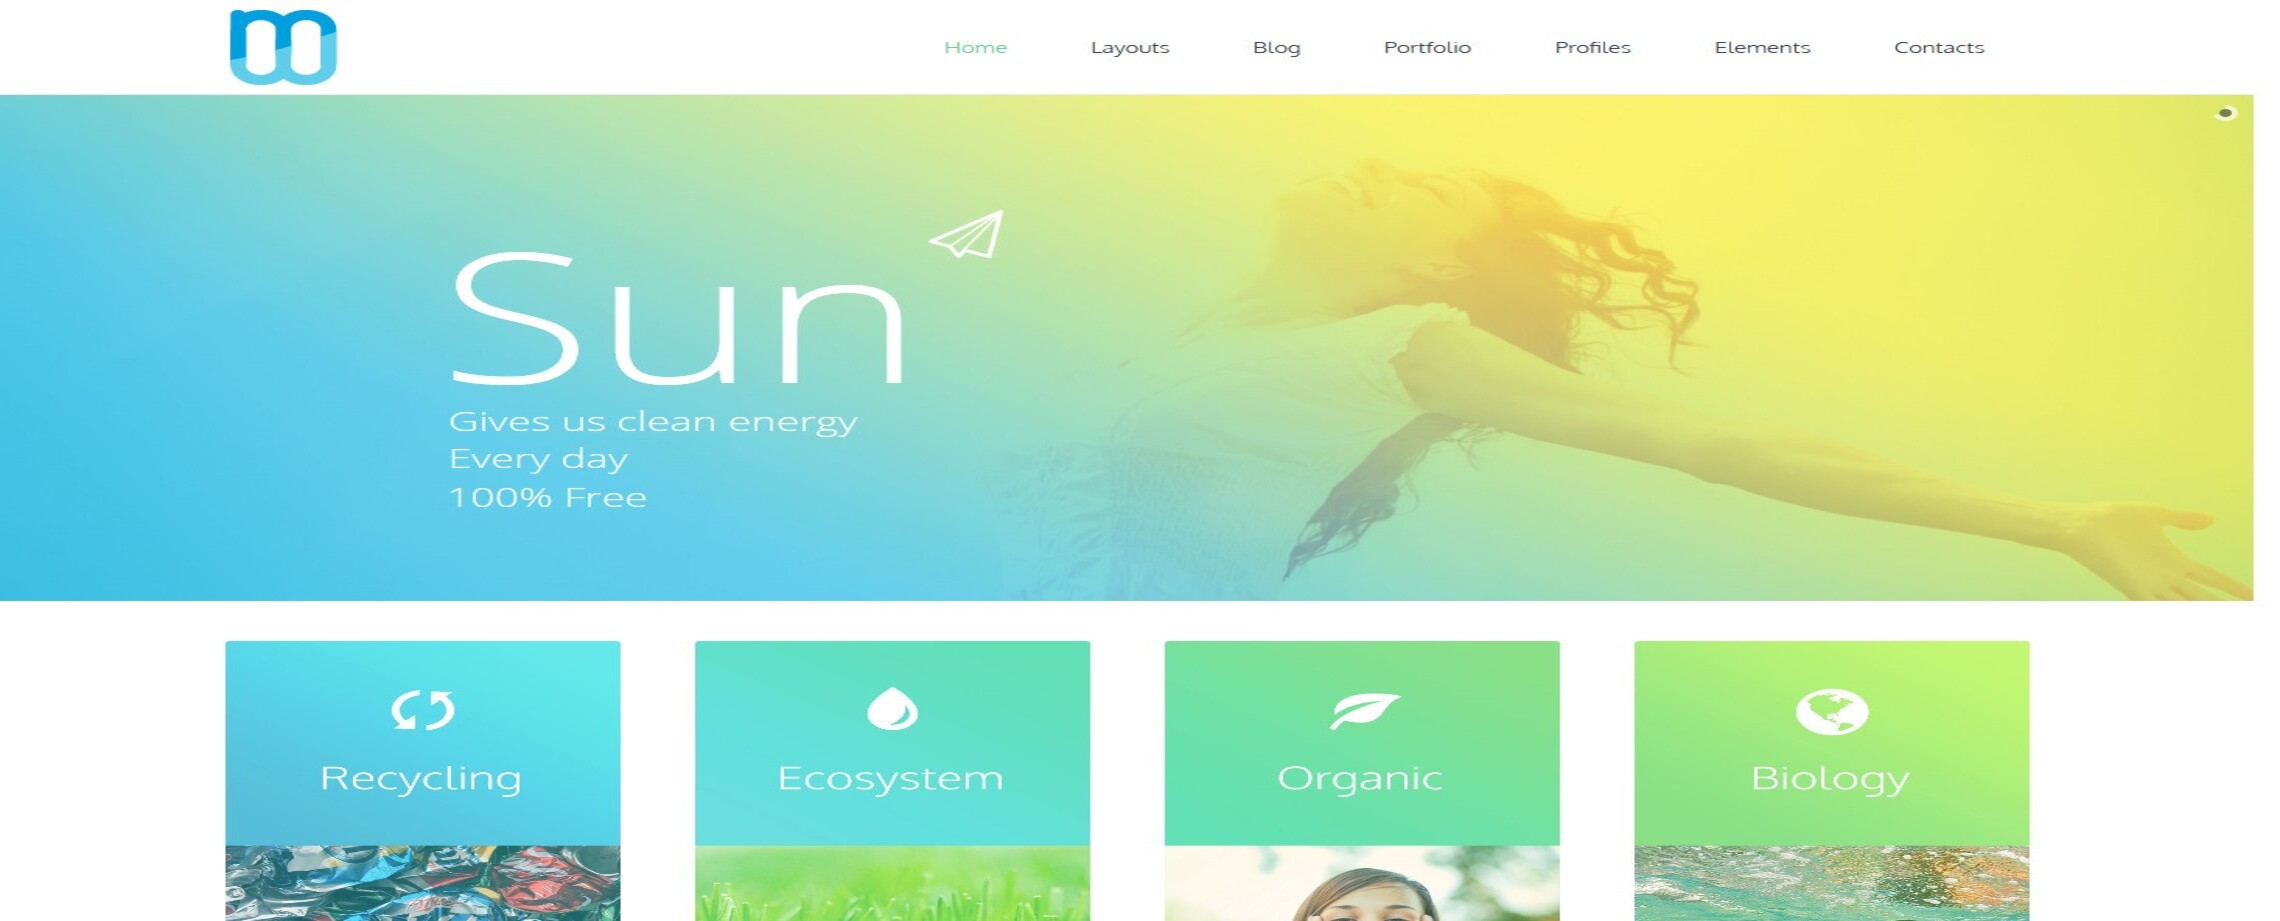 Home Layouts Blog Portfolio Profiles Elements Contacts
Sun
Gives us clean energy
Every day
100% Free
Recycling Ecosystem Organic Biology